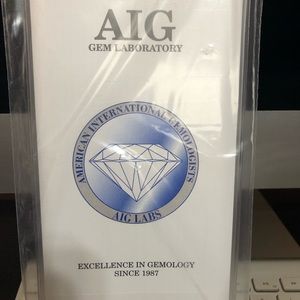 AIG
GEM LABORATORY
AMERICAN INTERNATIONAL GEMOLOGISTS
AIG LABS
EXCELLENCE IN GEMOLOGY
SINCE 1987